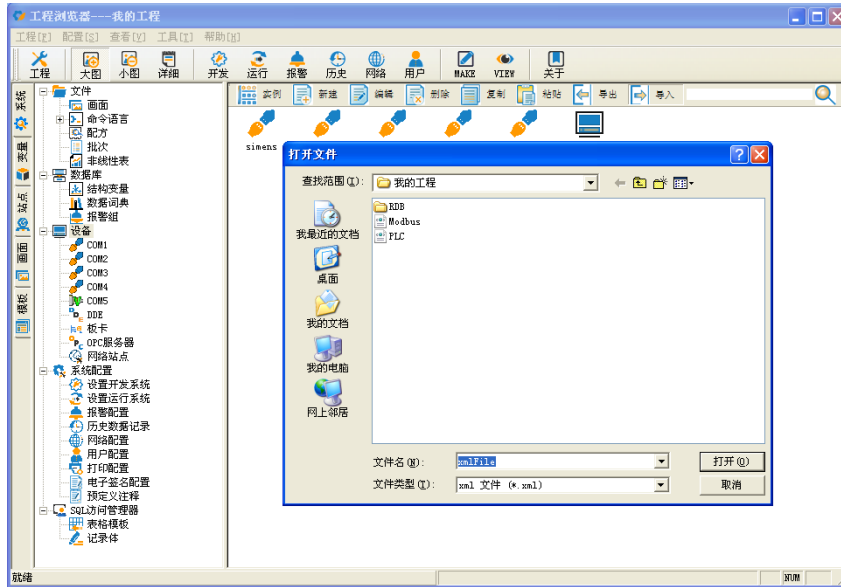 工程浏览器---我的工程
工程[F] 配置[S] 查看[V] 工具[T] 帮助[H]
工程 大图 小图 详细 开发 运行 报警 历史 网络 用户 MAKE VIEW 关于
系统
变量
站点
画面
模板
文件
画面
命令语言
配方
批次
非线性表
数据库
结构变量
数据词典
报警组
设备
COM1
COM2
COM3
COM4
COM5
DDE
板卡
OPC服务器
网络站点
系统配置
设置开发系统
设置运行系统
报警配置
历史数据记录
网络配置
用户配置
打印配置
电子签名配置
预定义注释
SQL访问管理器
表格模板
记录体
实例 新建 编辑 删除 复制 粘贴 导出 导入
simens
打开文件
查找范围(I): 我的工程
我最近的文档
桌面
我的文档
我的电脑
网上邻居
RDB
Modbus
PLC
文件名(N): xmlFile 打开(O)
文件类型(T): xml 文件 (*.xml) 取消
就绪 NUM